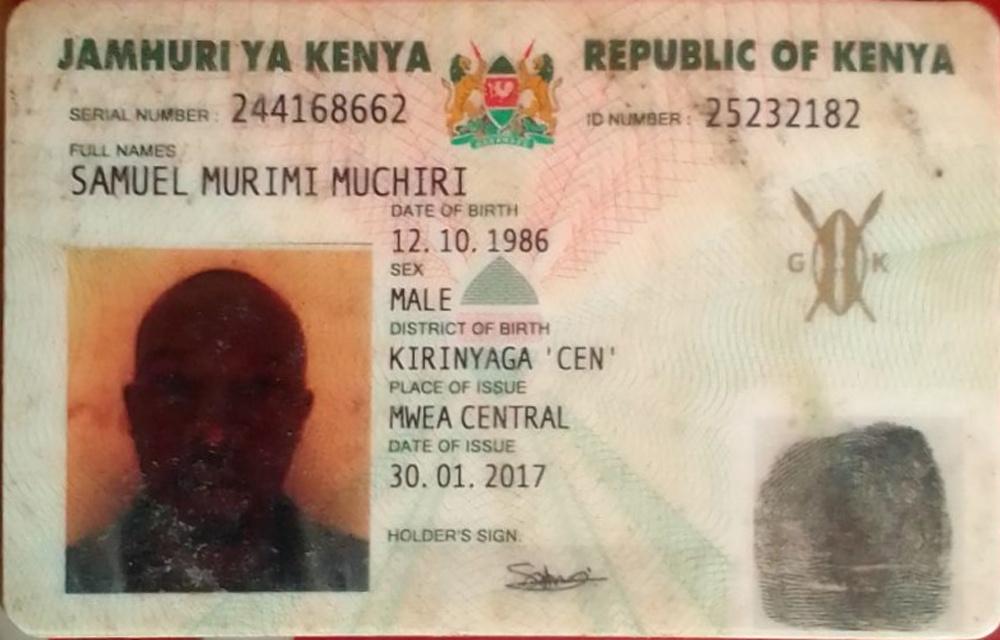 JAMHURI YA KENYA REPUBLIC OF KENYA
SERIAL NUMBER : 244168662 ID NUMBER : 25232182
FULL NAMES
SAMUEL MURIMI MUCHIRI
DATE OF BIRTH
12. 10. 1986
SEX
MALE
G K
DISTRICT OF BIRTH
KIRINYAGA 'CEN'
PLACE OF ISSUE
MWEA CENTRAL
DATE OF ISSUE
30. 01. 2017
HOLDER'S SIGN.